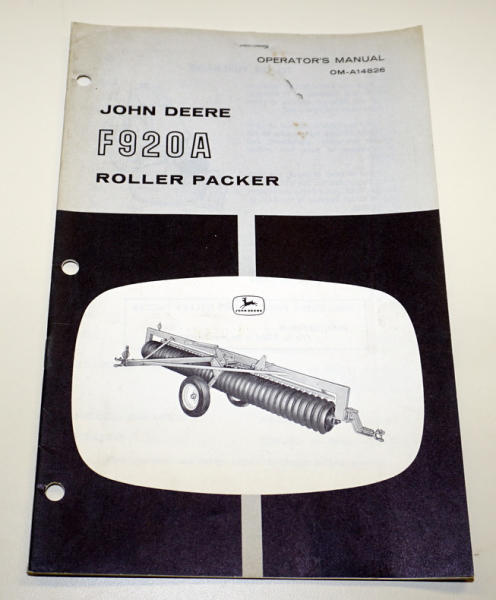 OPERATOR'S MANUAL
OM-A14826
JOHN DEERE
F920A
ROLLER PACKER
JOHN DEERE